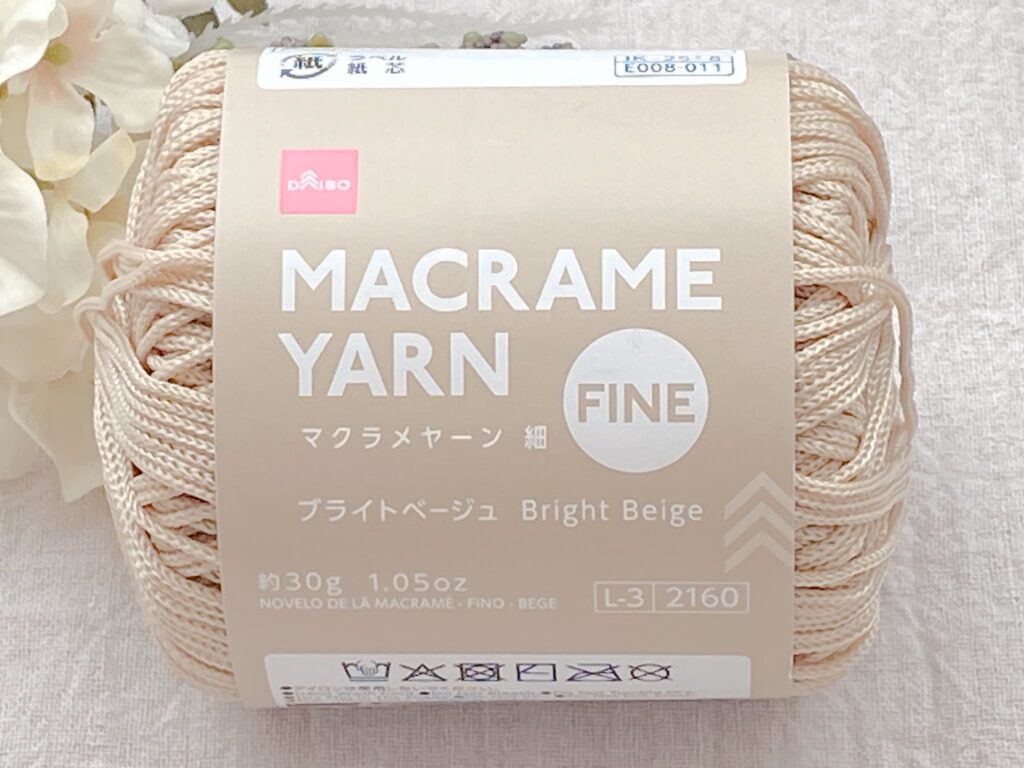 紙 ラベル
紙 芯
E008-011
DAISO
MACRAME
YARN
FINE
マクラメヤーン 細
ブライトベージュ Bright Beige
約30g 1.05oz
NOVELO DE LÃ MACRAMÉ - FINO - BEGE
L-3 2160